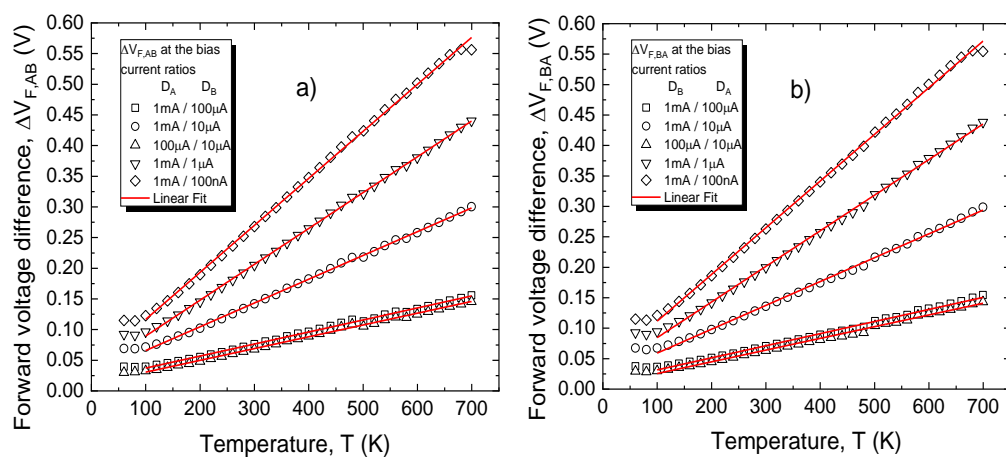 0.60
0.55
0.50
0.45
0.40
0.35
0.30
0.25
0.20
0.15
0.10
0.05
0.00
Forward voltage difference, ΔV_F,AB (V)
ΔV_F,AB at the bias
current ratios
D_A D_B
1mA / 100μA
1mA / 10μA
100μA / 10μA
1mA / 1μA
1mA / 100nA
Linear Fit
a)
0 100 200 300 400 500 600 700
Temperature, T (K)
0.60
0.55
0.50
0.45
0.40
0.35
0.30
0.25
0.20
0.15
0.10
0.05
0.00
Forward voltage difference, ΔV_F,BA (V)
ΔV_F,BA at the bias
current ratios
D_B D_A
1mA / 100μA
1mA / 10μA
100μA / 10μA
1mA / 1μA
1mA / 100nA
Linear Fit
b)
0 100 200 300 400 500 600 700
Temperature, T (K)